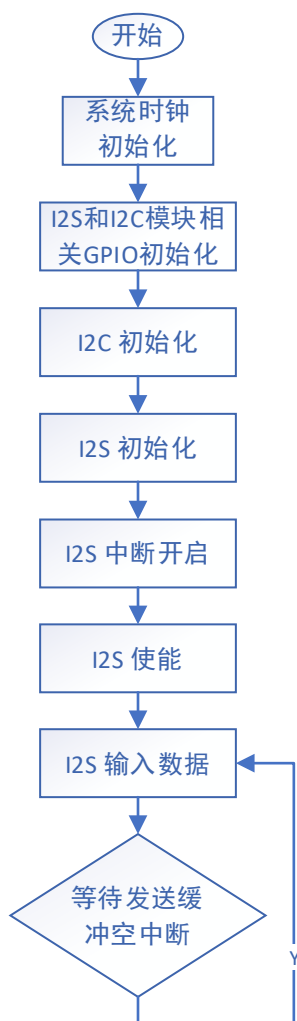 开始
系统时钟
初始化
I2S和I2C模块相
关GPIO初始化
I2C 初始化
I2S 初始化
I2S 中断开启
I2S 使能
I2S 输入数据
等待发送缓
冲空中断
Y